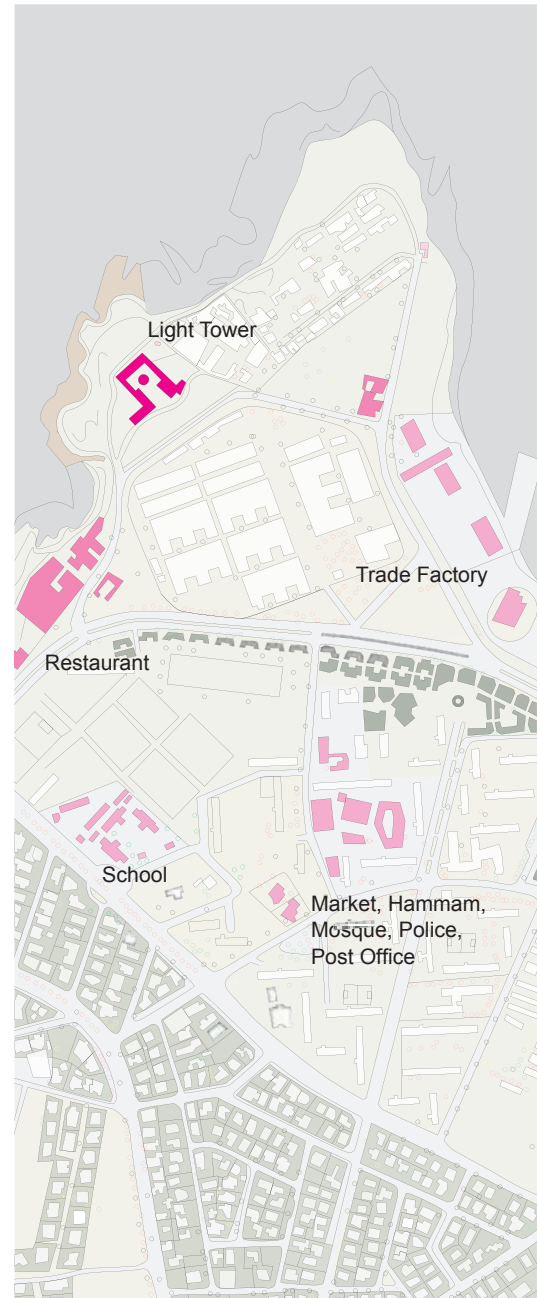 Light Tower
Trade Factory
Restaurant
School
Market, Hammam,
Mosque, Police,
Post Office